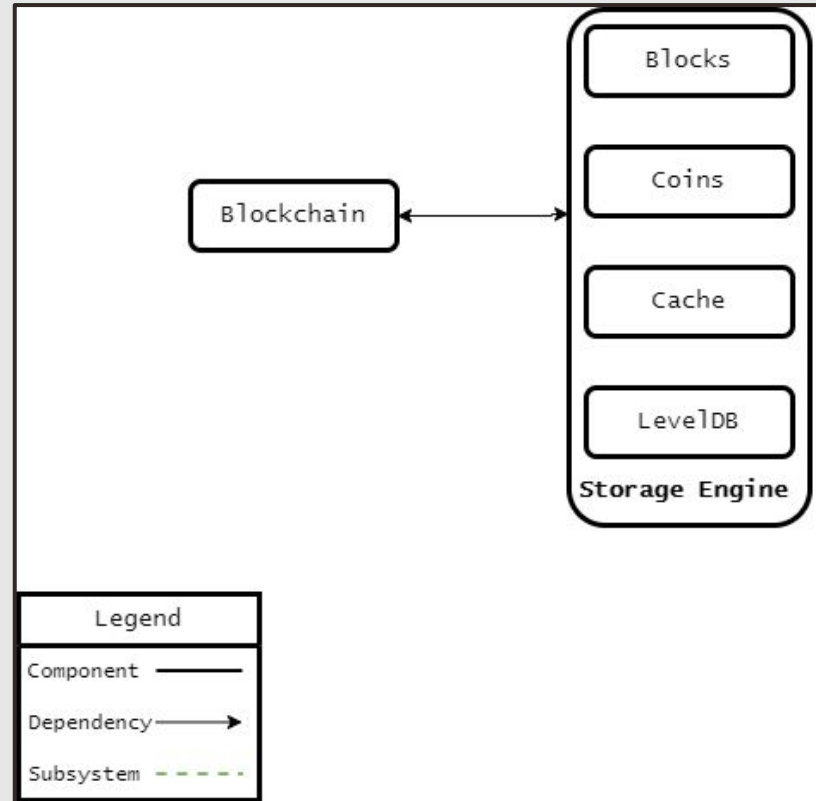 Blocks
Coins
Blockchain
Cache
LevelDB
Storage Engine
Legend
Component
Dependency
Subsystem